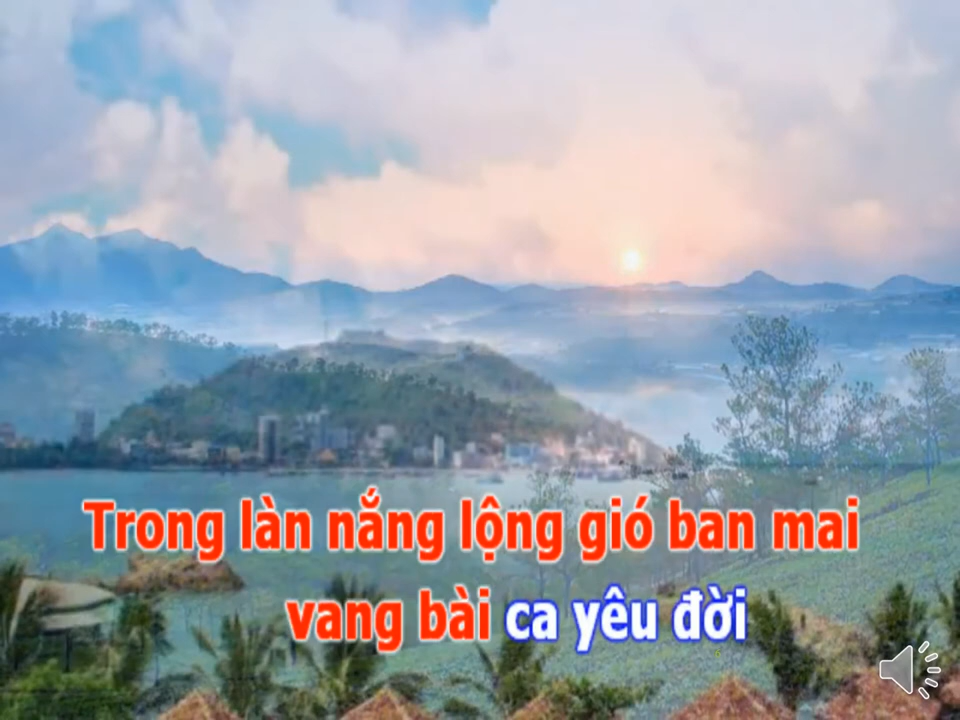 Trong làn nắng lộng gió ban mai
vang bài ca yêu đời